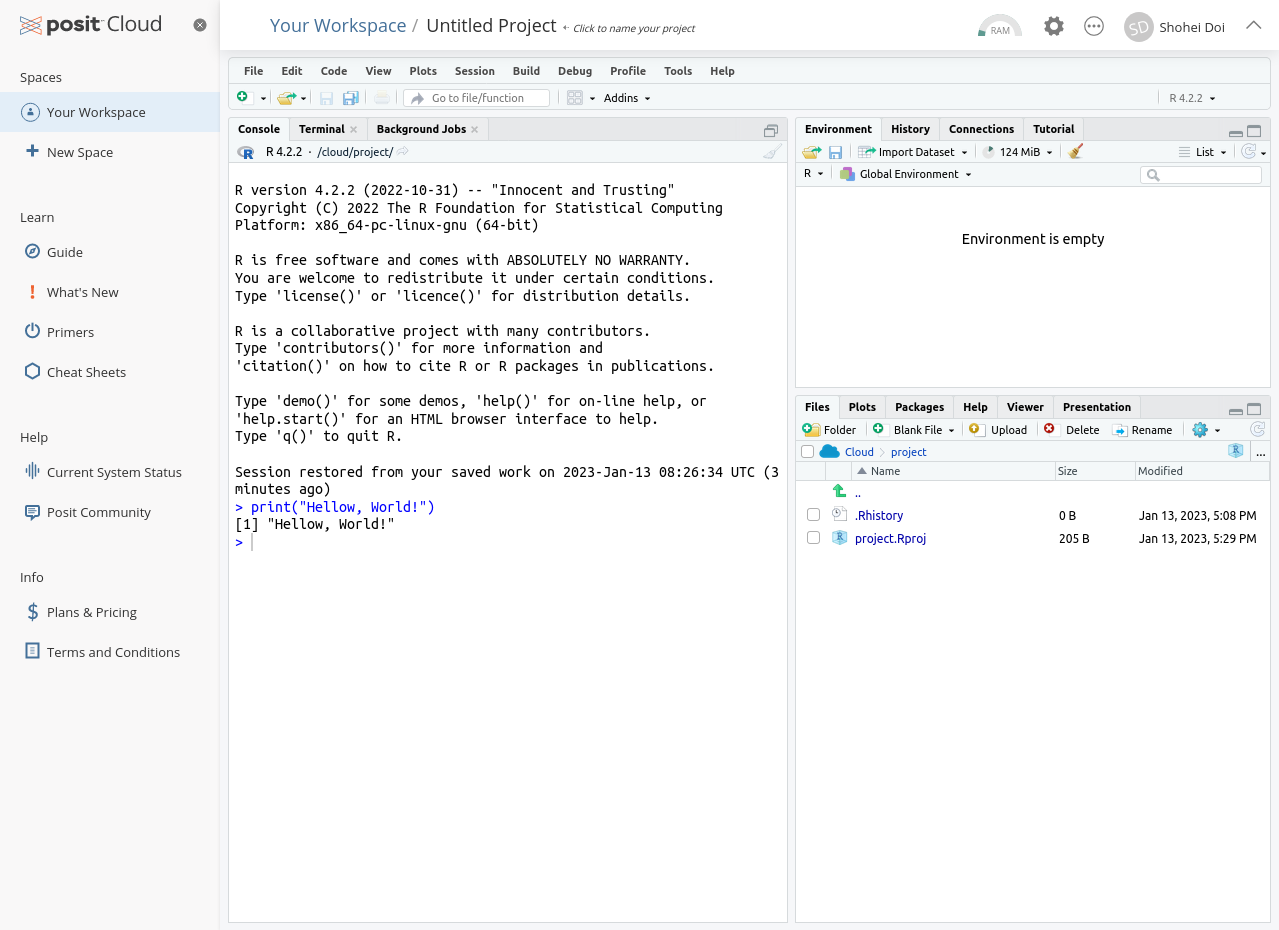 posit Cloud
Spaces
Your Workspace
New Space
Learn
Guide
What's New
Primers
Cheat Sheets
Help
Current System Status
Posit Community
Info
Plans & Pricing
Terms and Conditions
Your Workspace / Untitled Project ← Click to name your project
RAM
SD Shohei Doi
File Edit Code View Plots Session Build Debug Profile Tools Help
Go to file/function Addins R 4.2.2
Console Terminal Background Jobs
R 4.2.2 · /cloud/project/
R version 4.2.2 (2022-10-31) -- "Innocent and Trusting"
Copyright (C) 2022 The R Foundation for Statistical Computing
Platform: x86_64-pc-linux-gnu (64-bit)
R is free software and comes with ABSOLUTELY NO WARRANTY.
You are welcome to redistribute it under certain conditions.
Type 'license()' or 'licence()' for distribution details.
R is a collaborative project with many contributors.
Type 'contributors()' for more information and
'citation()' on how to cite R or R packages in publications.
Type 'demo()' for some demos, 'help()' for on-line help, or
'help.start()' for an HTML browser interface to help.
Type 'q()' to quit R.
Session restored from your saved work on 2023-Jan-13 08:26:34 UTC (3
minutes ago)
> print("Hellow, World!")
[1] "Hellow, World!"
>
Environment History Connections Tutorial
Import Dataset 124 MiB List
R Global Environment
Environment is empty
Files Plots Packages Help Viewer Presentation
Folder Blank File Upload Delete Rename
Cloud > project ...
Name Size Modified
..
.Rhistory 0 B Jan 13, 2023, 5:08 PM
project.Rproj 205 B Jan 13, 2023, 5:29 PM